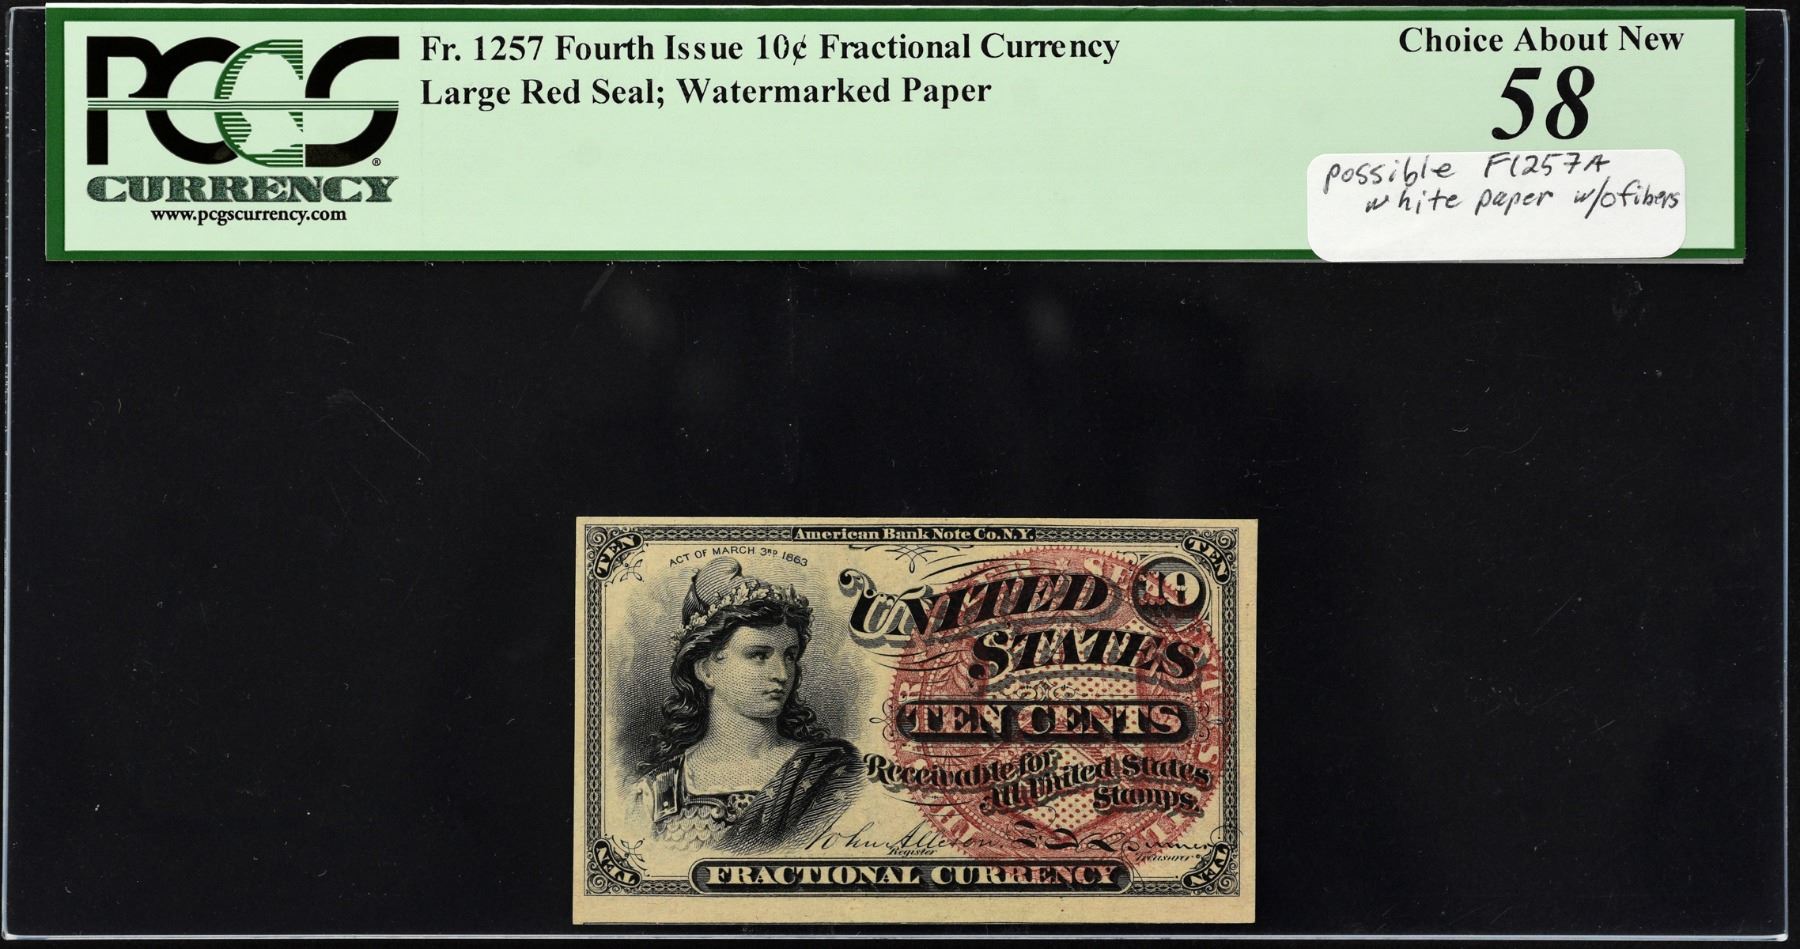 PCGS
CURRENCY
www.pcgscurrency.com
Fr. 1257 Fourth Issue 10¢ Fractional Currency
Large Red Seal; Watermarked Paper
Choice About New
58
possible F1257A
white paper w/o fibers
American Bank Note Co. N.Y.
TEN
TEN
ACT OF MARCH 3RD 1863
10
UNITED
STATES
TEN CENTS
Receivable for
All United States
Stamps.
John Allison
Register
Treasurer
TEN
TEN
FRACTIONAL CURRENCY